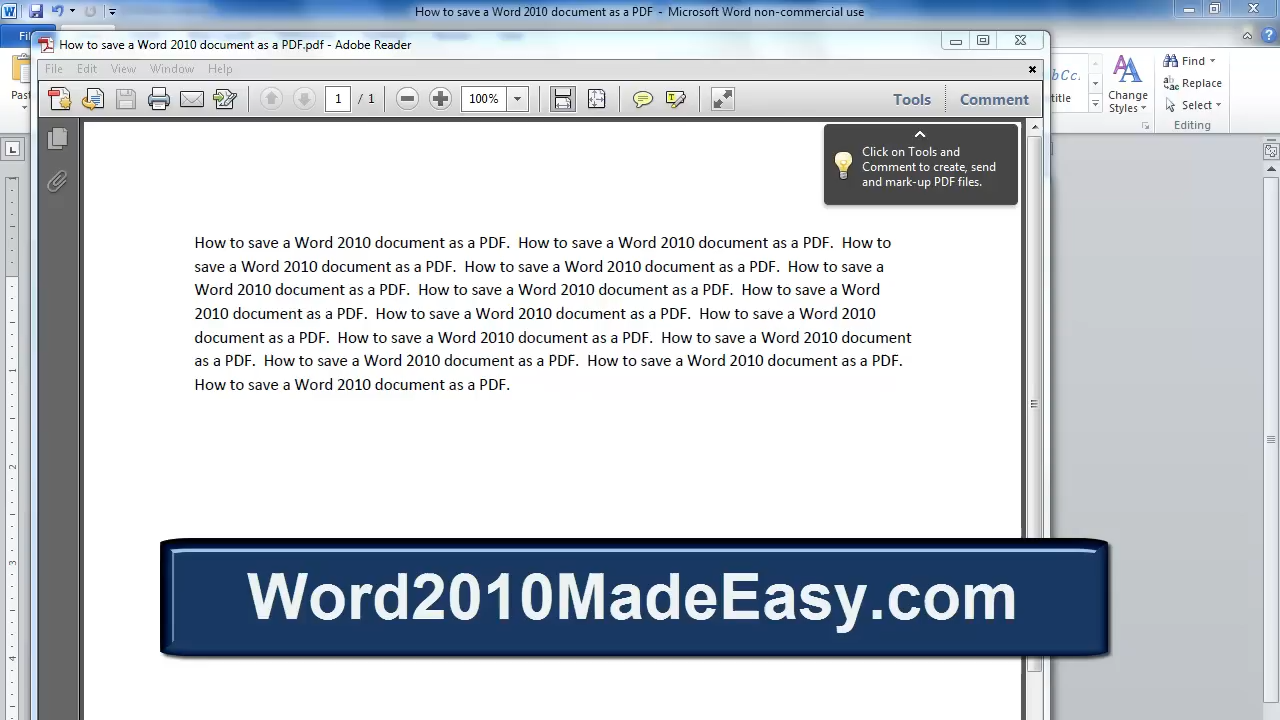 How to save a Word 2010 document as a PDF - Microsoft Word non-commercial use
How to save a Word 2010 document as a PDF.pdf - Adobe Reader
File Edit View Window Help
1 / 1 100% Tools Comment
Click on Tools and
Comment to create, send
and mark-up PDF files.
Find
Replace
Select
Change
Styles
Editing
How to save a Word 2010 document as a PDF. How to save a Word 2010 document as a PDF. How to
save a Word 2010 document as a PDF. How to save a Word 2010 document as a PDF. How to save a
Word 2010 document as a PDF. How to save a Word 2010 document as a PDF. How to save a Word
2010 document as a PDF. How to save a Word 2010 document as a PDF. How to save a Word 2010
document as a PDF. How to save a Word 2010 document as a PDF. How to save a Word 2010 document
as a PDF. How to save a Word 2010 document as a PDF. How to save a Word 2010 document as a PDF.
How to save a Word 2010 document as a PDF.
Word2010MadeEasy.com